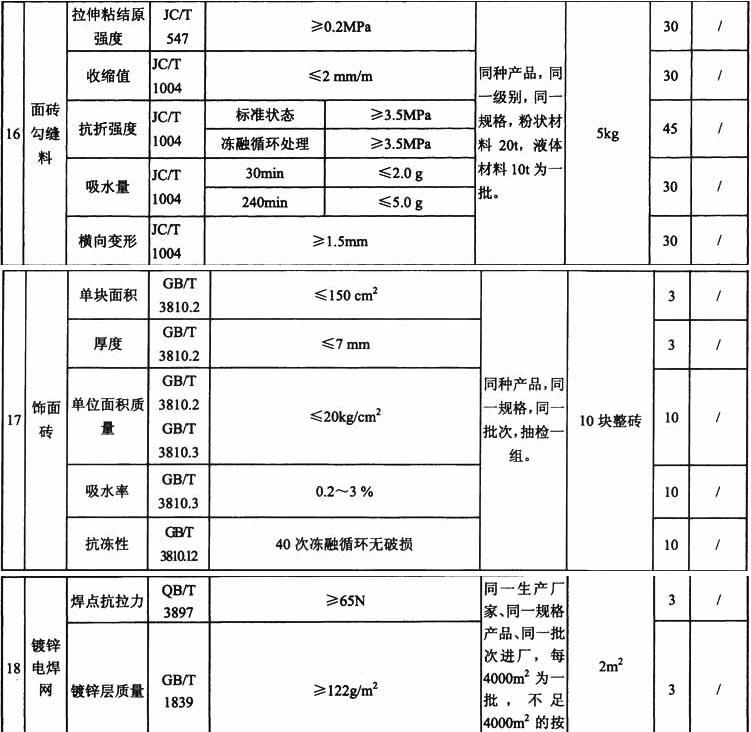 16
面砖
勾缝
料
拉伸粘结原
强度
JC/T
547
≥0.2MPa
30
/
收缩值
JC/T
1004
≤2 mm/m
30
/
抗折强度
JC/T
1004
标准状态
≥3.5MPa
冻融循环处理
≥3.5MPa
45
/
吸水量
JC/T
1004
30min
≤2.0 g
240min
≤5.0 g
30
/
横向变形
JC/T
1004
≥1.5mm
30
/
同种产品，同
一级别，同一
规格，粉状材
料 20t，液体
材料 10t 为一
批。
5kg
17
饰面
砖
单块面积
GB/T
3810.2
≤150 cm²
3
/
厚度
GB/T
3810.2
≤7 mm
3
/
单位面积质
量
GB/T
3810.2
GB/T
3810.3
≤20kg/cm²
10
/
吸水率
GB/T
3810.3
0.2～3 %
10
/
抗冻性
GB/T
3810.12
40 次冻融循环无破损
10
/
同种产品，同
一规格，同一
批次，抽检一
组。
10 块整砖
18
镀锌
电焊
网
焊点抗拉力
QB/T
3897
≥65N
3
/
镀锌层质量
GB/T
1839
≥122g/m²
3
/
同一生产厂
家、同一规格
产品、同一批
次进厂，每
4000m² 为一
批，不足
4000m² 的按
2m²